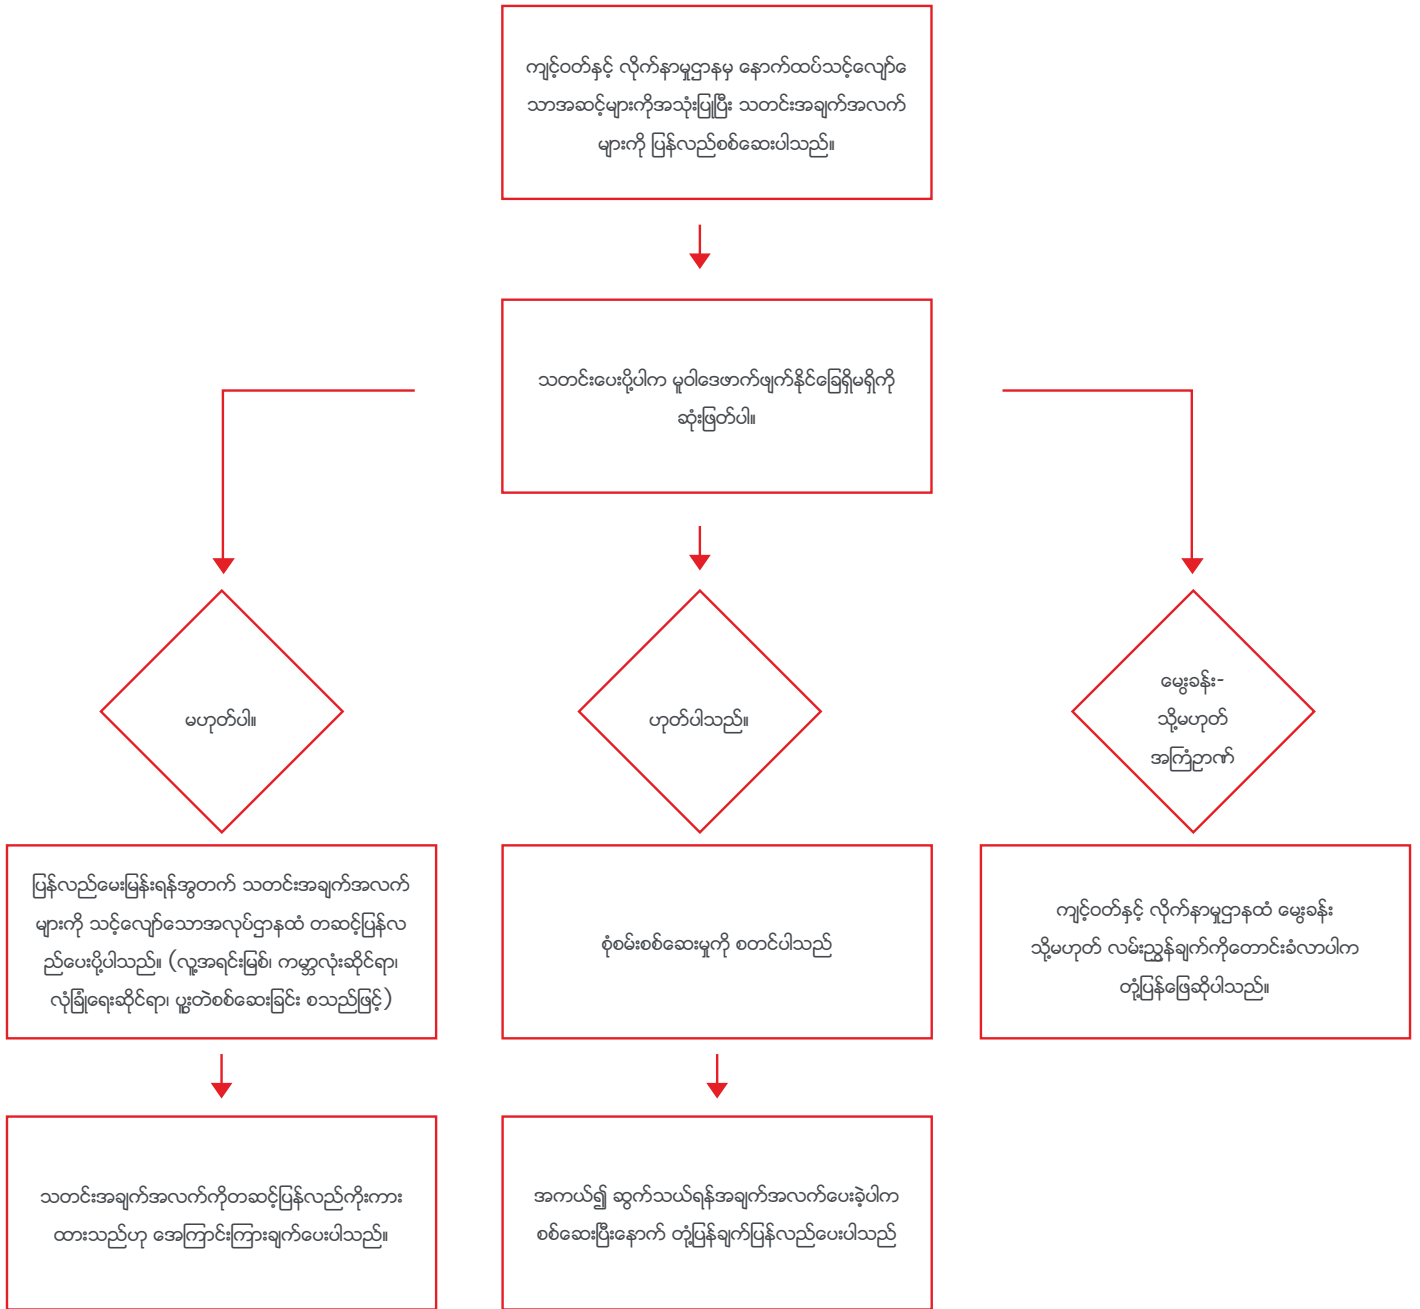 ကျင့်ဝတ်နှင့် လိုက်နာမှုဌာနမှ နောက်ထပ်သင့်လျော်ေ
သာအဆင့်များကိုအသုံးပြုပြီး သတင်းအချက်အလက်
များကို ပြန်လည်စစ်ဆေးပါသည်။
သတင်းပေးပို့ပါက မူဝါဒေဖာက်ဖျက်နိုင်ခြေရှိမရှိကို
ဆုံးဖြတ်ပါ။
မဟုတ်ပါ။
ဟုတ်ပါသည်။
မေးွခန်း-
သို့မဟုတ်
အကြံဉာဏ်
ပြန်လည်မေးမြန်းရန်အွတက် သတင်းအချက်အလက်
များကို သင့်လျော်သောအလုပ်ဌာနထံ တဆင့်ပြန်လ
ည်ပေးပို့ပါသည်။ (လူ့အရင်းမြစ်၊ ကမ္ဘာလုံးဆိုင်ရာ၊
လုံခြုံရေးဆိုင်ရာ၊ ပူးွတဲစစ်ဆေးခြင်း စသည်ဖြင့်)
စုံစမ်းစစ်ဆေးမှုကို စတင်ပါသည်
ကျင့်ဝတ်နှင့် လိုက်နာမှုဌာနထံ မေးွခန်း
သို့မဟုတ် လမ်းညွှန်ချက်ကိုတောင်းခံလာပါက
တုံ့ပြန်ဖြေဆိုပါသည်။
သတင်းအချက်အလက်ကိုတဆင့်ပြန်လည်ကိုးကား
ထားသည်ဟု အေကြာင်းကြားချက်ပေးပါသည်။
အကယ်၍ ဆွက်သယ်ရန်အချက်အလက်ပေးခဲ့ပါက
စစ်ဆေးပြီးနောက် တုံ့ပြန်ချက်ပြန်လည်ပေးပါသည်